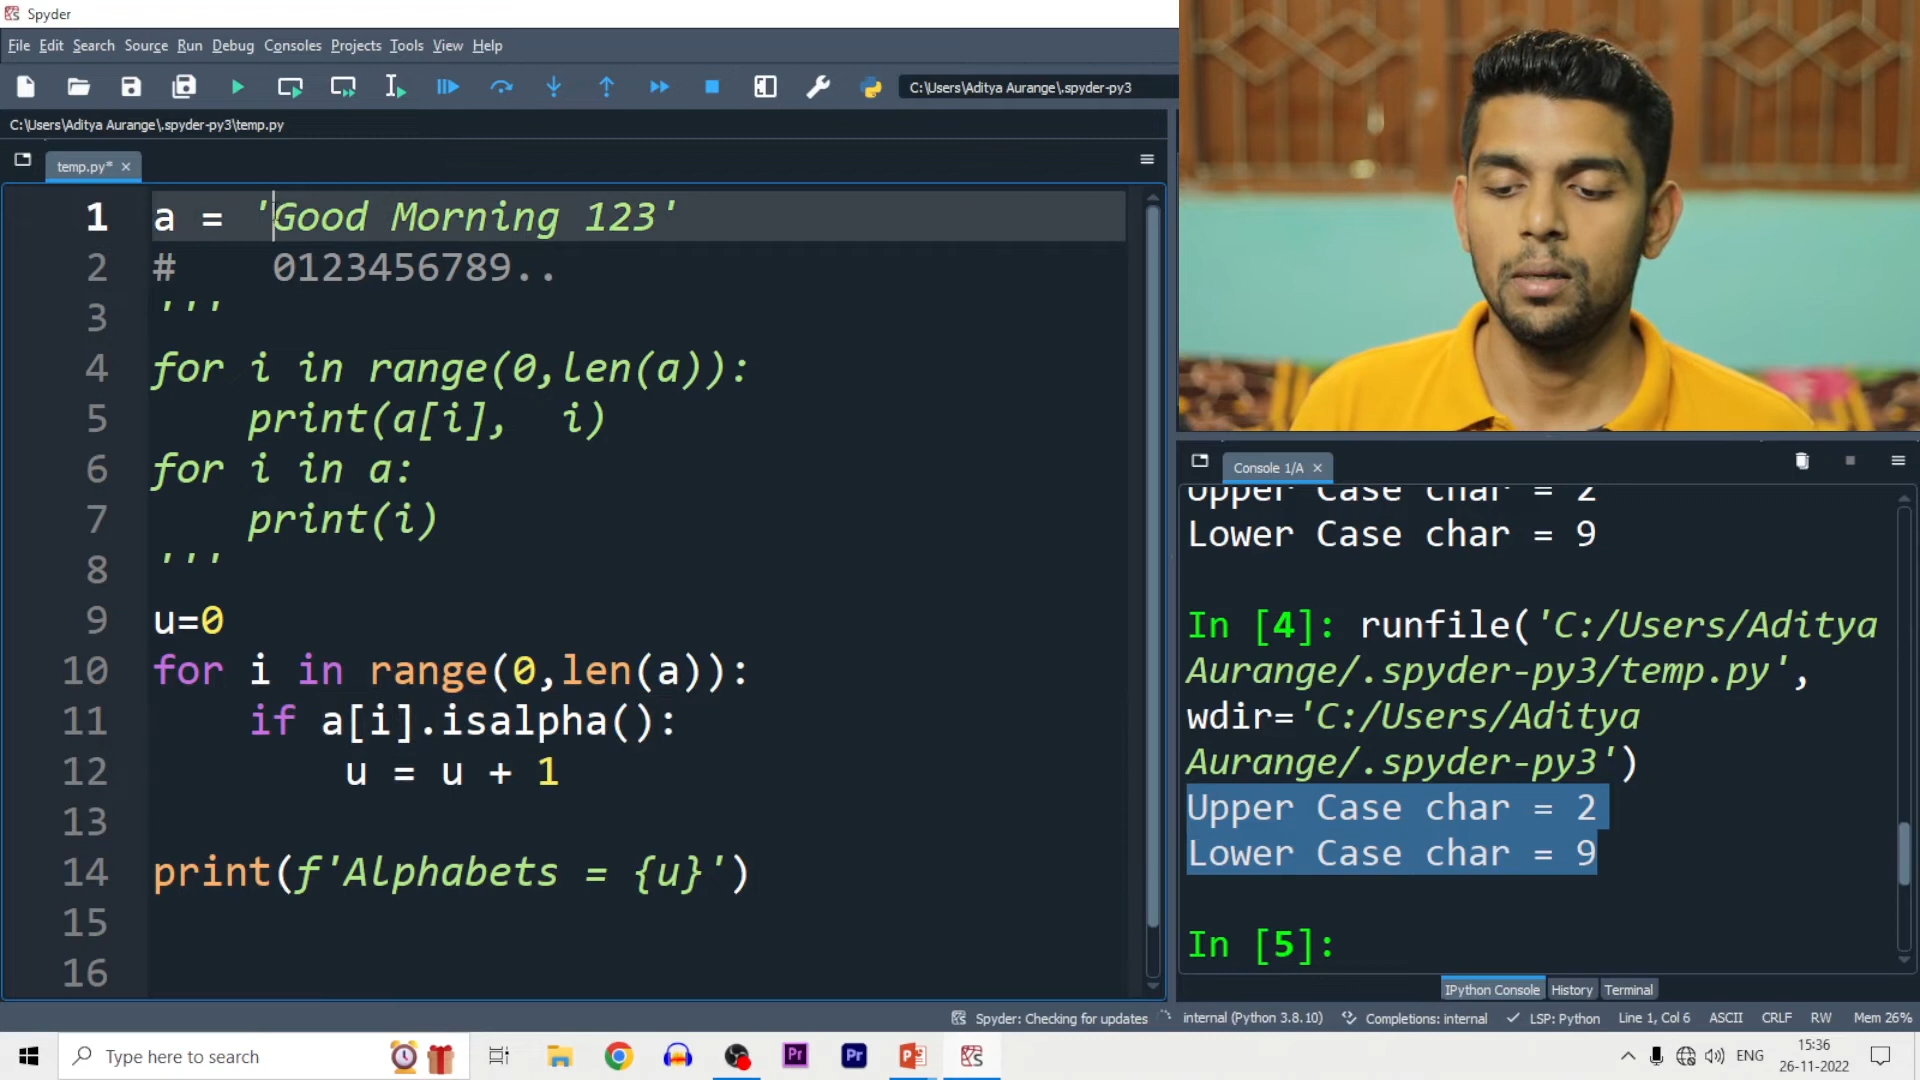 Spyder
File Edit Search Source Run Debug Consoles Projects Tools View Help
C:\Users\Aditya Aurange\.spyder-py3
C:\Users\Aditya Aurange\.spyder-py3\temp.py
temp.py*
1 a = 'Good Morning 123'
2 # 0123456789..
3 '''
4 for i in range(0,len(a)):
5 print(a[i], i)
6 for i in a:
7 print(i)
8 '''
9 u=0
10 for i in range(0,len(a)):
11 if a[i].isalpha():
12 u = u + 1
13
14 print(f'Alphabets = {u}')
15
16
Console 1/A
Upper Case char = 2
Lower Case char = 9
In [4]: runfile('C:/Users/Aditya
Aurange/.spyder-py3/temp.py',
wdir='C:/Users/Aditya
Aurange/.spyder-py3')
Upper Case char = 2
Lower Case char = 9
In [5]:
IPython Console History Terminal
Spyder: Checking for updates internal (Python 3.8.10) Completions: internal LSP: Python Line 1, Col 6 ASCII CRLF RW Mem 26%
Type here to search
Pr Pr
ENG
15:36
26-11-2022